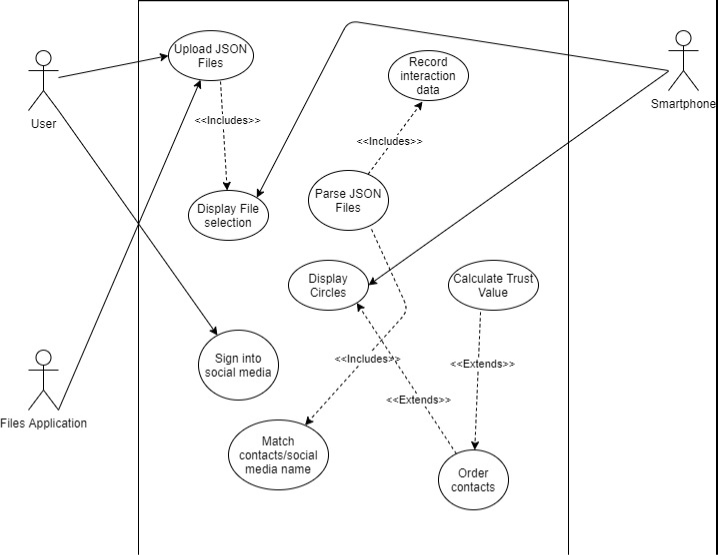 Upload JSON
Files
Record
interaction
data
User
Smartphone
<<Includes>>
<<Includes>>
Display File
selection
Parse JSON
Files
Display
Circles
Calculate Trust
Value
Sign into
social media
<<Includes>>
<<Extends>>
<<Extends>>
Files Application
Match
contacts/social
media name
Order
contacts